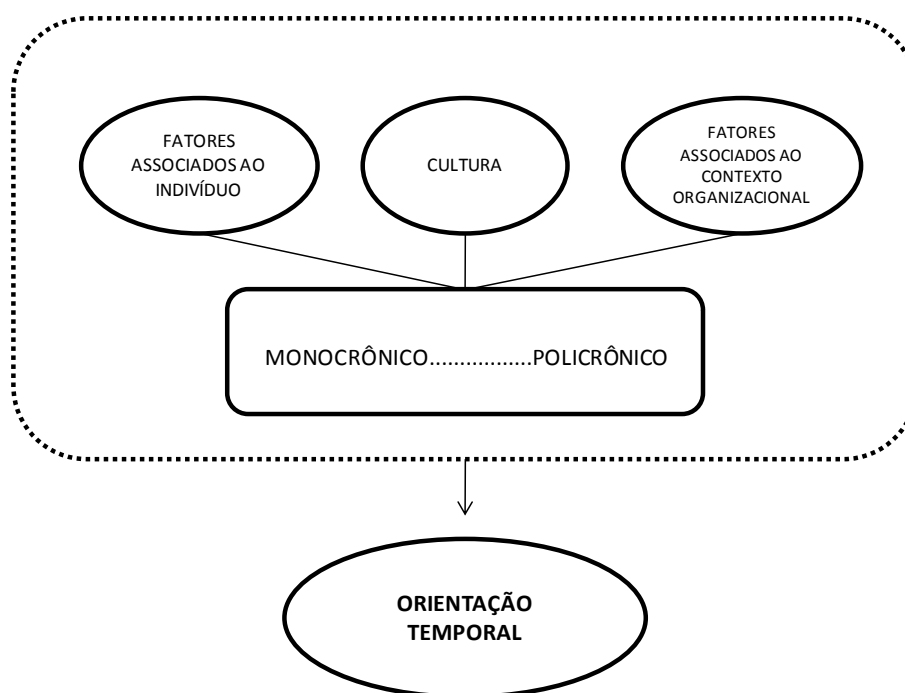 FATORES
ASSOCIADOS AO
INDIVÍDUO
CULTURA
FATORES
ASSOCIADOS AO
CONTEXTO
ORGANIZACIONAL
MONOCRÔNICO.................POLICRÔNICO
ORIENTAÇÃO
TEMPORAL